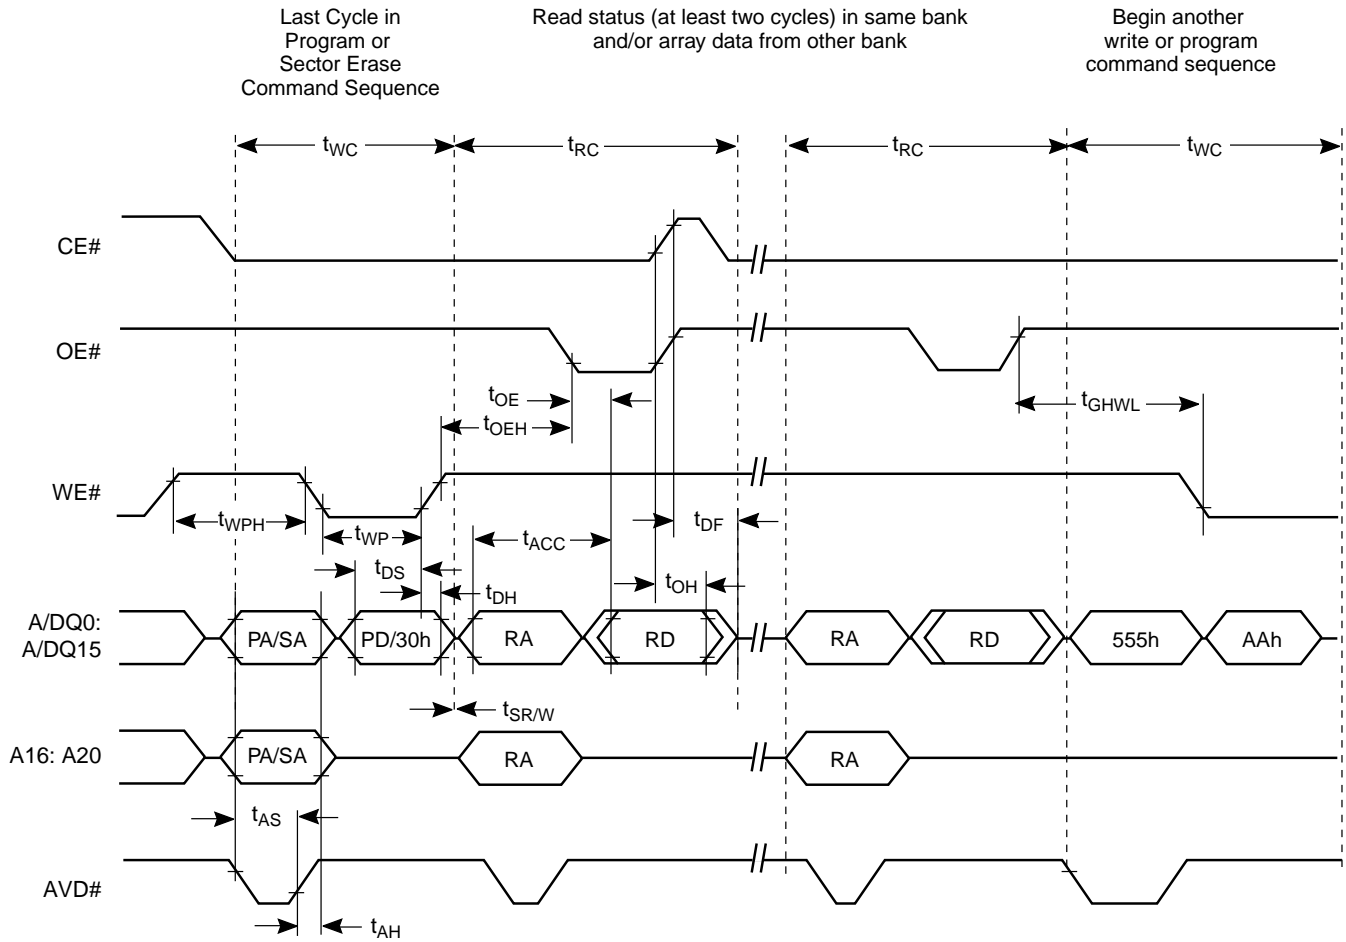 Last Cycle in
Program or
Sector Erase
Command Sequence
Read status (at least two cycles) in same bank
and/or array data from other bank
Begin another
write or program
command sequence
tWC
tRC
tRC
tWC
CE#
OE#
tOE
tOEH
tGHWL
WE#
tWPH
tWP
tACC
tDF
tDS
tDH
tOH
A/DQ0:
A/DQ15
PA/SA
PD/30h
RA
RD
RA
RD
555h
AAh
tSR/W
A16: A20
PA/SA
RA
RA
tAS
AVD#
tAH